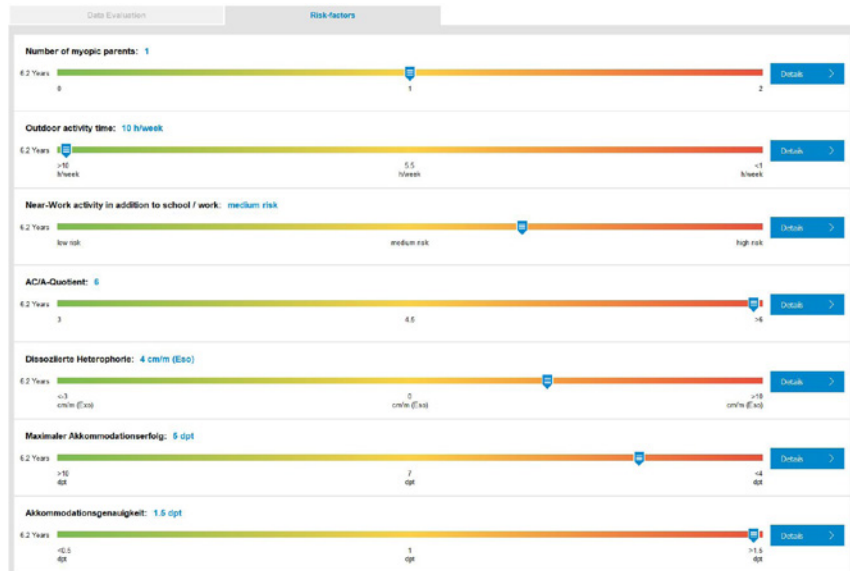 Data Evaluation Risk-factors
Number of myopic parents: 1
6.2 Years Details
0 1 2
Outdoor activity time: 10 h/week
6.2 Years Details
>10 5.5 <1
h/week h/week h/week
Near-Work activity in addition to school / work: medium risk
6.2 Years Details
low risk medium risk high risk
AC/A-Quotient: 6
6.2 Years Details
3 4.5 >6
Dissoziierte Heterophorie: 4 cm/m (Eso)
6.2 Years Details
0 >10
cm/m (Exo) cm/m (Eso) cm/m (Eso)
Maximaler Akkommodationserfolg: 5 dpt
6.2 Years Details
>10 7 <4
dpt dpt dpt
Akkommodationsgenauigkeit: 1.5 dpt
6.2 Years Details
<0.5 1 >1.5
dpt dpt dpt